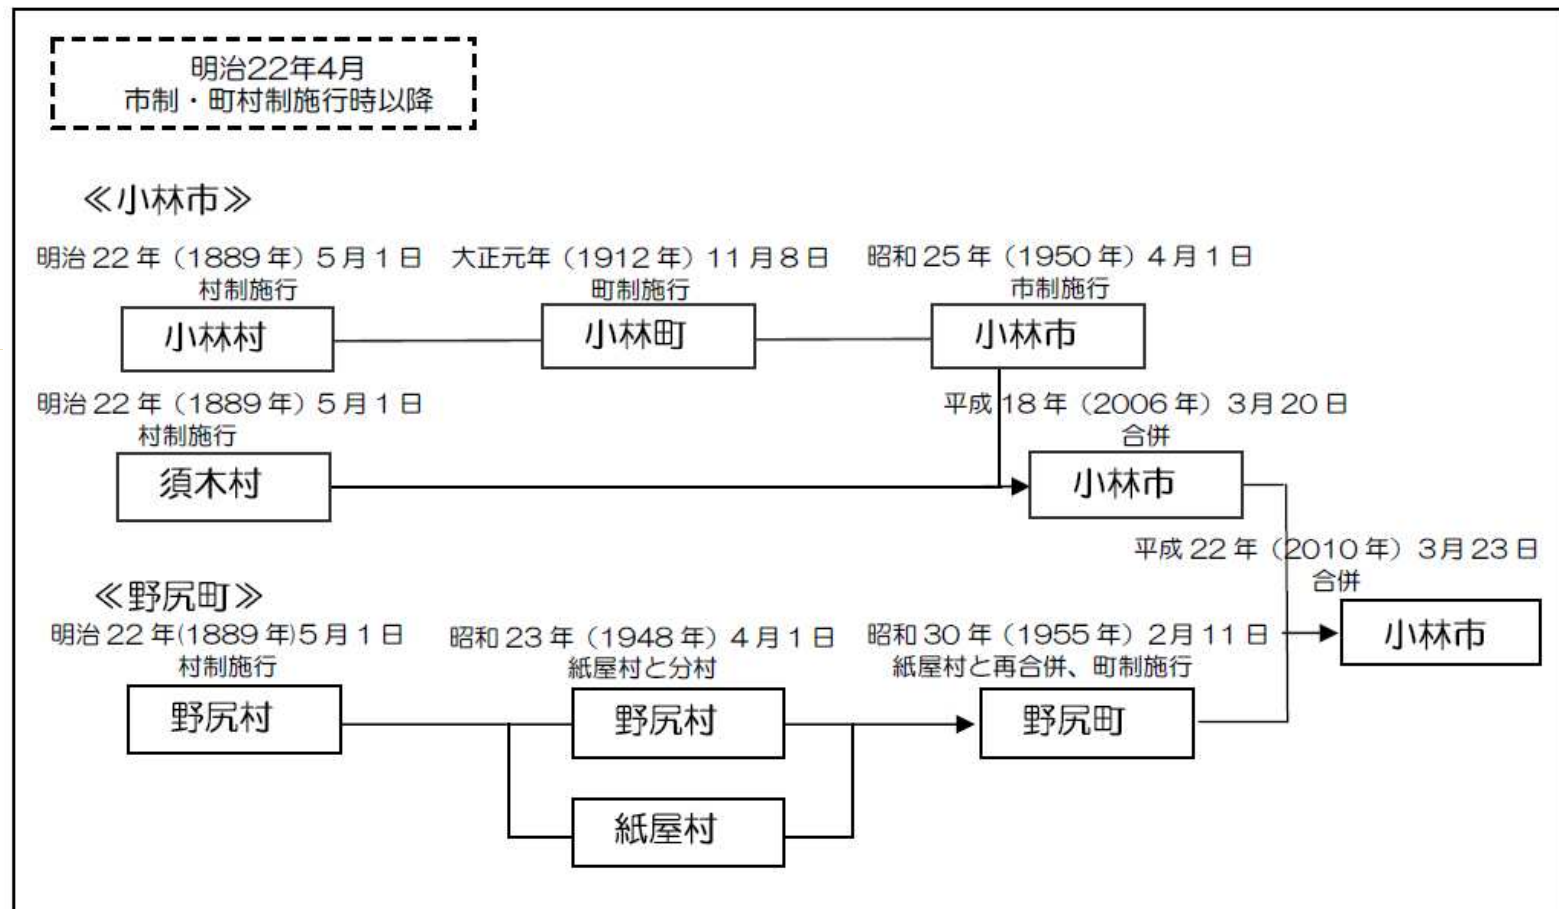 明治22年4月
市制・町村制施行時以降
≪小林市≫
明治22年（1889年）5月1日
村制施行
小林村
大正元年（1912年）11月8日
町制施行
小林町
昭和25年（1950年）4月1日
市制施行
小林市
明治22年（1889年）5月1日
村制施行
須木村
平成18年（2006年）3月20日
合併
小林市
平成22年（2010年）3月23日
合併
小林市
≪野尻町≫
明治22年(1889年)5月1日
村制施行
野尻村
昭和23年（1948年）4月1日
紙屋村と分村
野尻村
紙屋村
昭和30年（1955年）2月11日
紙屋村と再合併、町制施行
野尻町